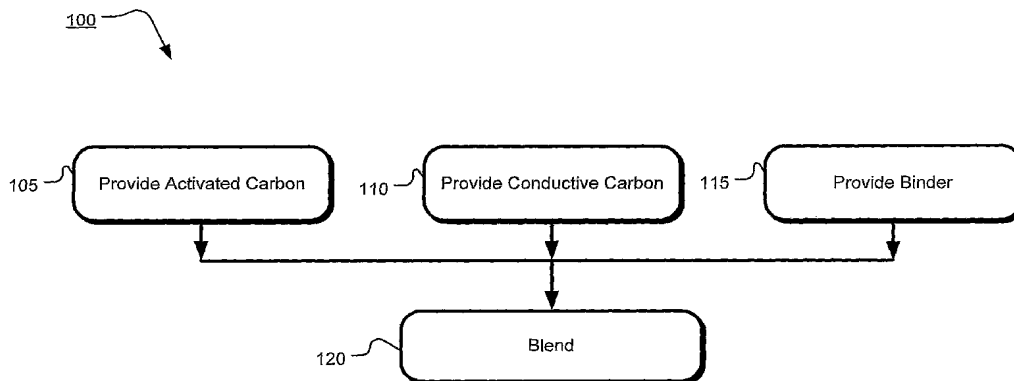 100
105
Provide Activated Carbon
110
Provide Conductive Carbon
115
Provide Binder
120
Blend